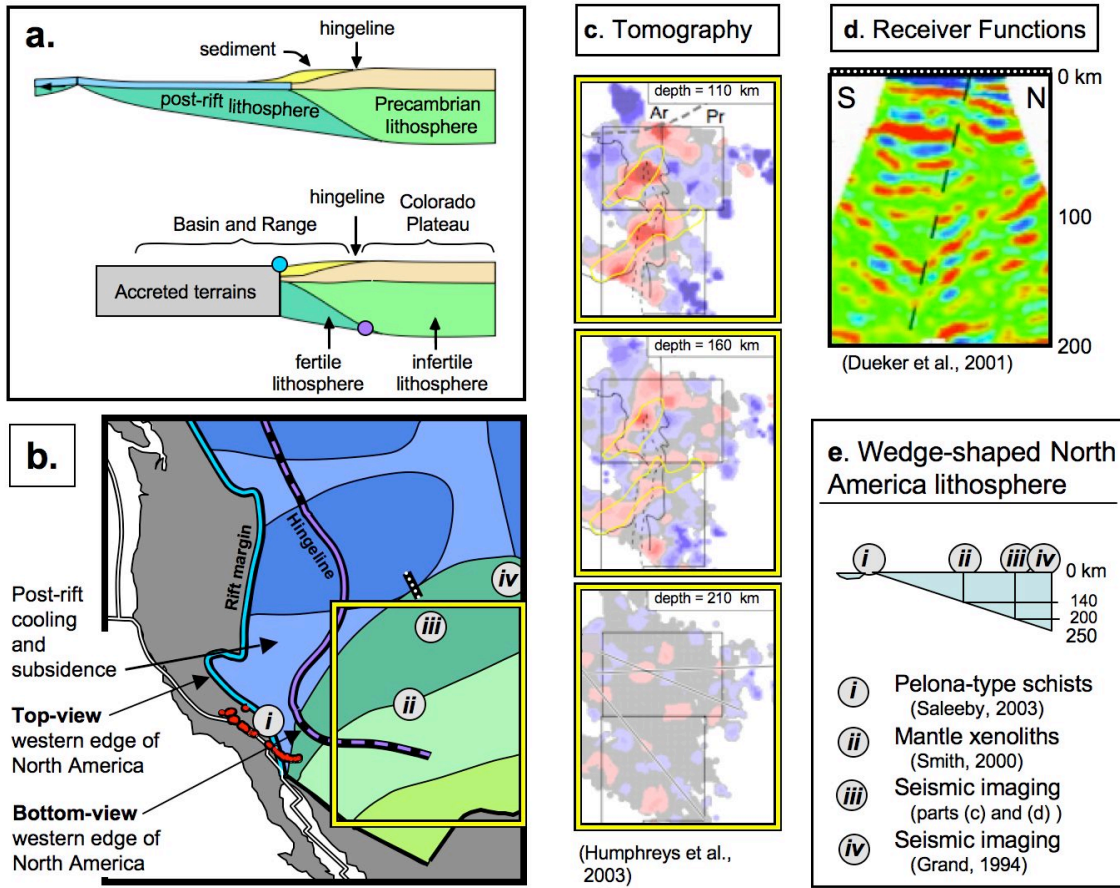 a.
hingeline
sediment
post-rift lithosphere
Precambrian
lithosphere
hingeline
Basin and Range
Colorado
Plateau
Accreted terrains
fertile
lithosphere
infertile
lithosphere
b.
Rift margin
Hingeline
iv
iii
ii
i
Post-rift
cooling
and
subsidence
Top-view
western edge of
North America
Bottom-view
western edge of
North America
c. Tomography
depth = 110 km
Ar Pr
depth = 160 km
depth = 210 km
(Humphreys et al.,
2003)
d. Receiver Functions
S N
0 km
100
200
(Dueker et al., 2001)
e. Wedge-shaped North
America lithosphere
i ii iii iv
0 km
140
200
250
i Pelona-type schists
(Saleeby, 2003)
ii Mantle xenoliths
(Smith, 2000)
iii Seismic imaging
(parts (c) and (d) )
iv Seismic imaging
(Grand, 1994)